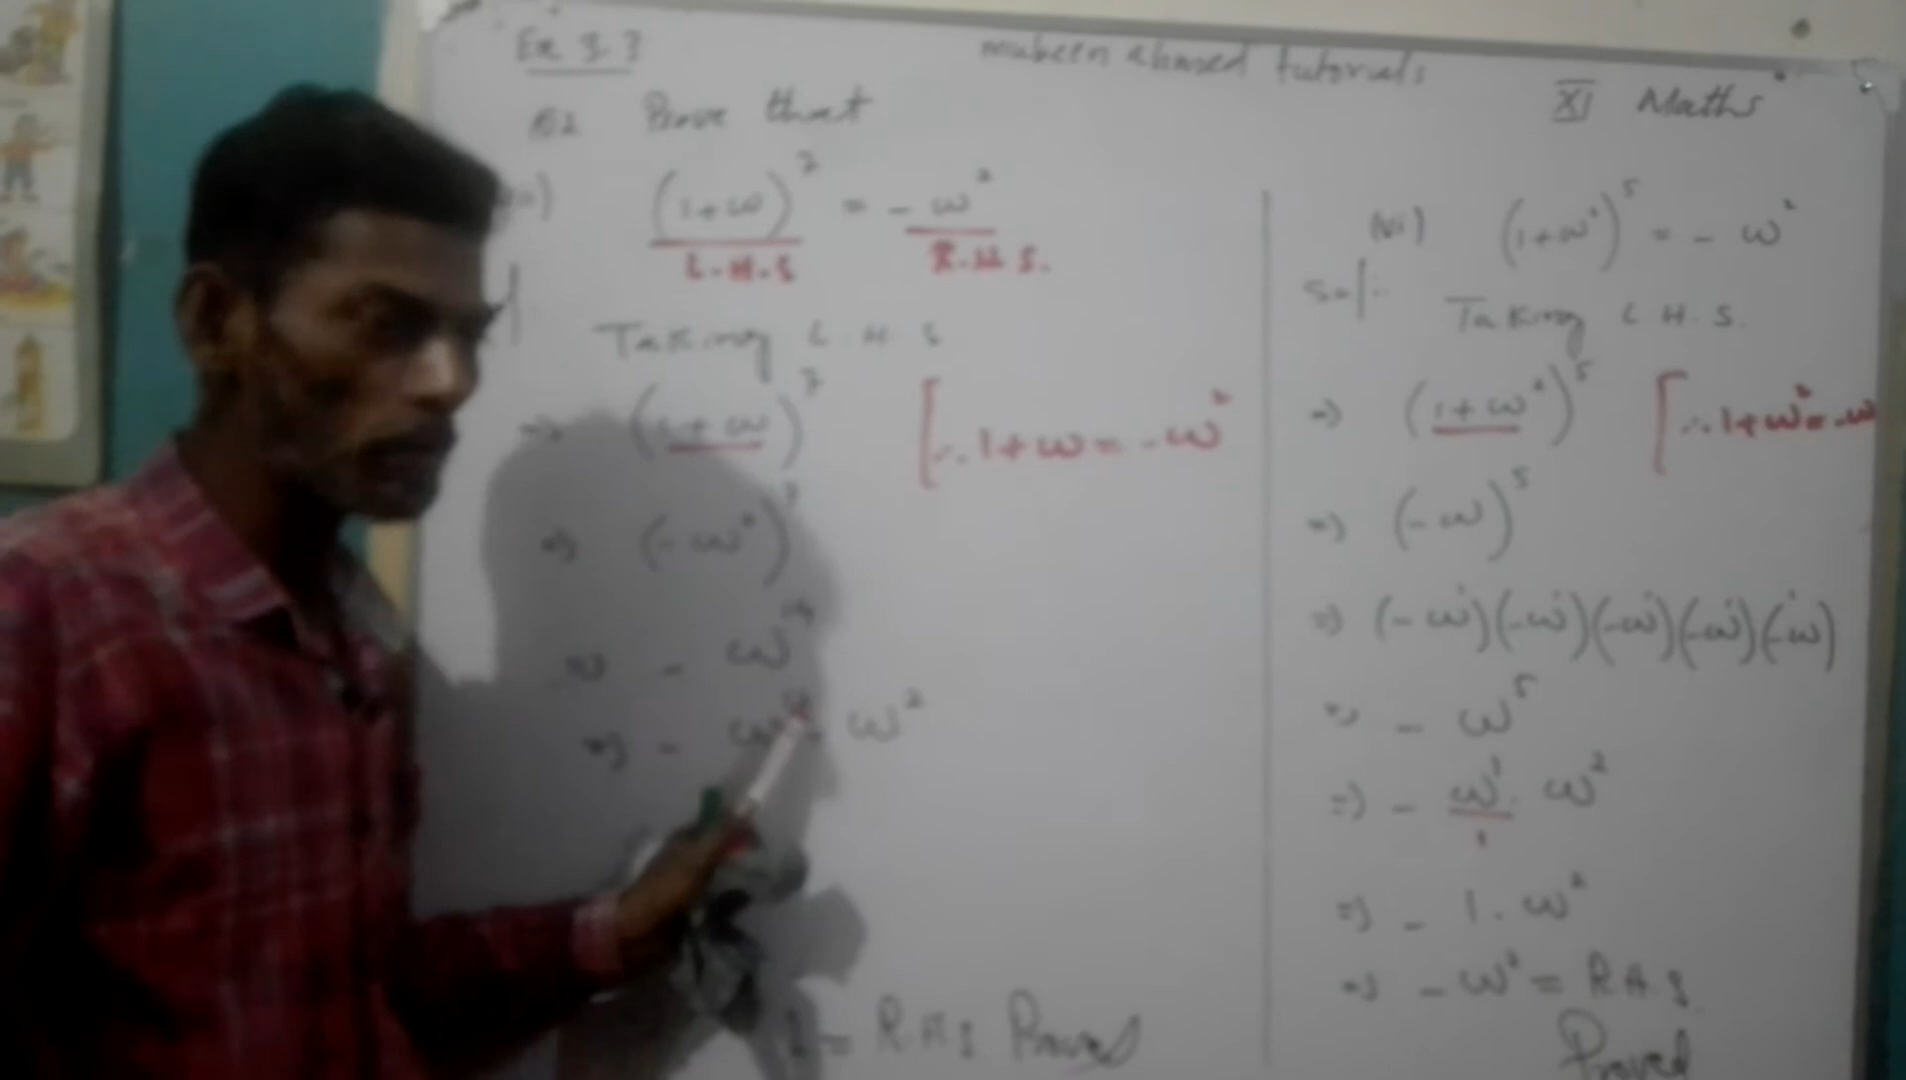 Ex 3.3 mubeen ahmed tutorials
XI Maths
Q2 Prove that
(1+ω)⁷ = -ω²
L.H.S R.H.S.
Taking L.H.S
=> (1+ω)⁷ [∴ 1+ω = -ω²
=> (-ω²)⁷
=> - ω¹⁴
=> - ω¹² . ω²
= R.H.S Proved
(vi) (1+ω²)⁵ = - ω²
Sol:.
Taking L.H.S.
=> (1+ω²)⁵ [∴ 1+ω² = -ω
=> (-ω)⁵
=> (-ω)(-ω)(-ω)(-ω)(-ω)
=> - ω⁵
=> - ω³. ω²
1
=> - 1 . ω²
=> - ω² = R.H.S
Proved